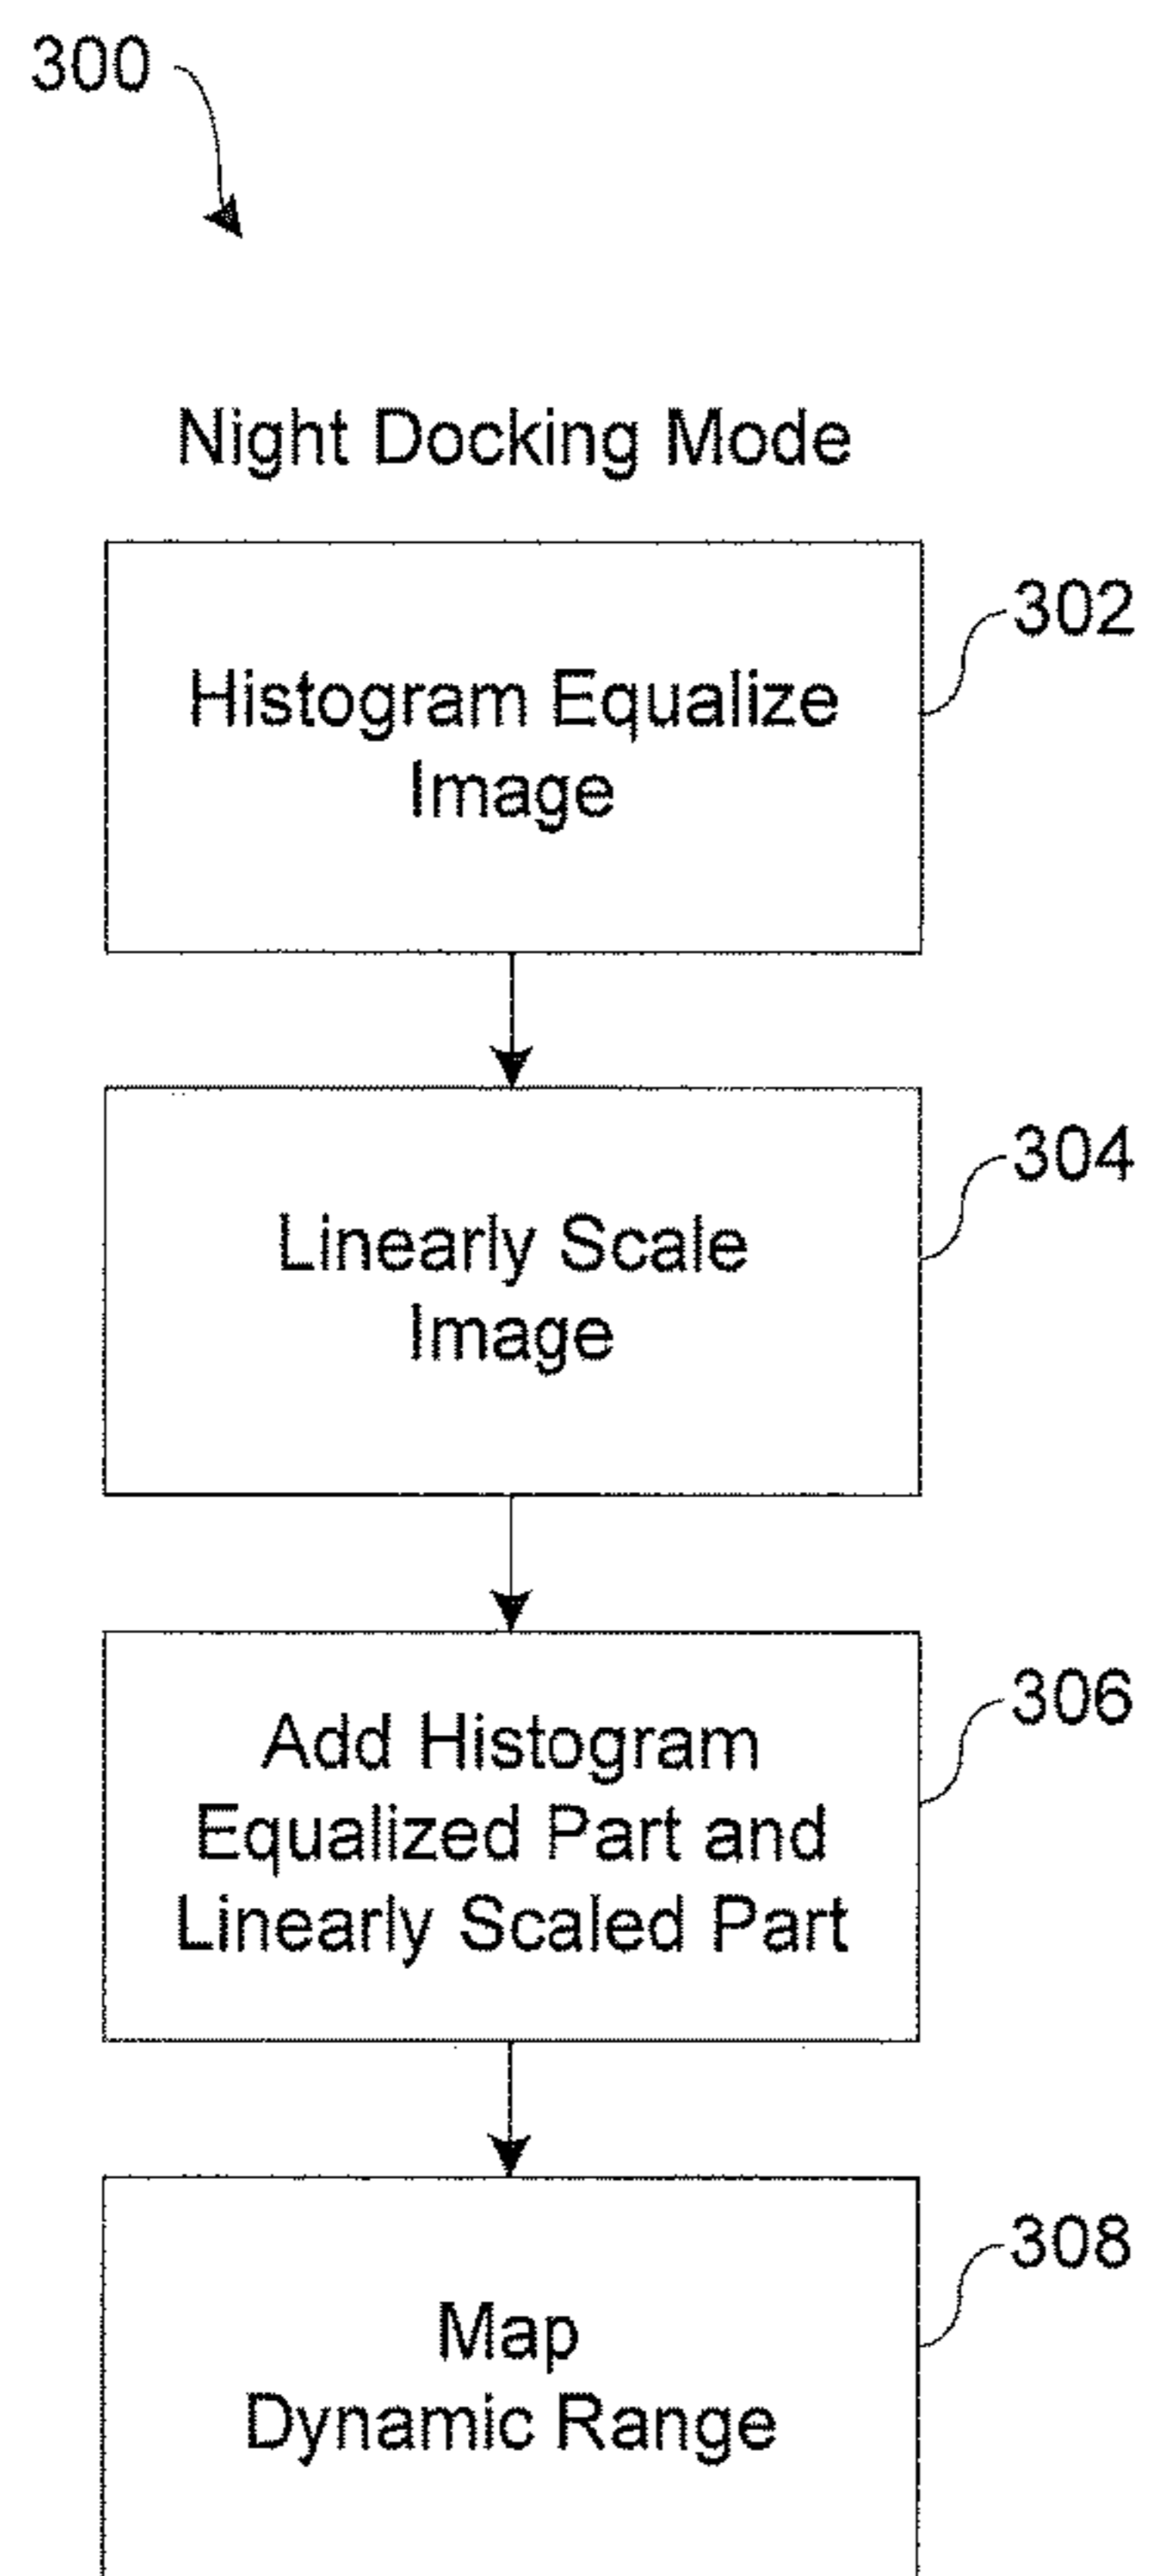 300
Night Docking Mode
Histogram Equalize
Image
302
Linearly Scale
Image
304
Add Histogram
Equalized Part and
Linearly Scaled Part
306
Map
Dynamic Range
308